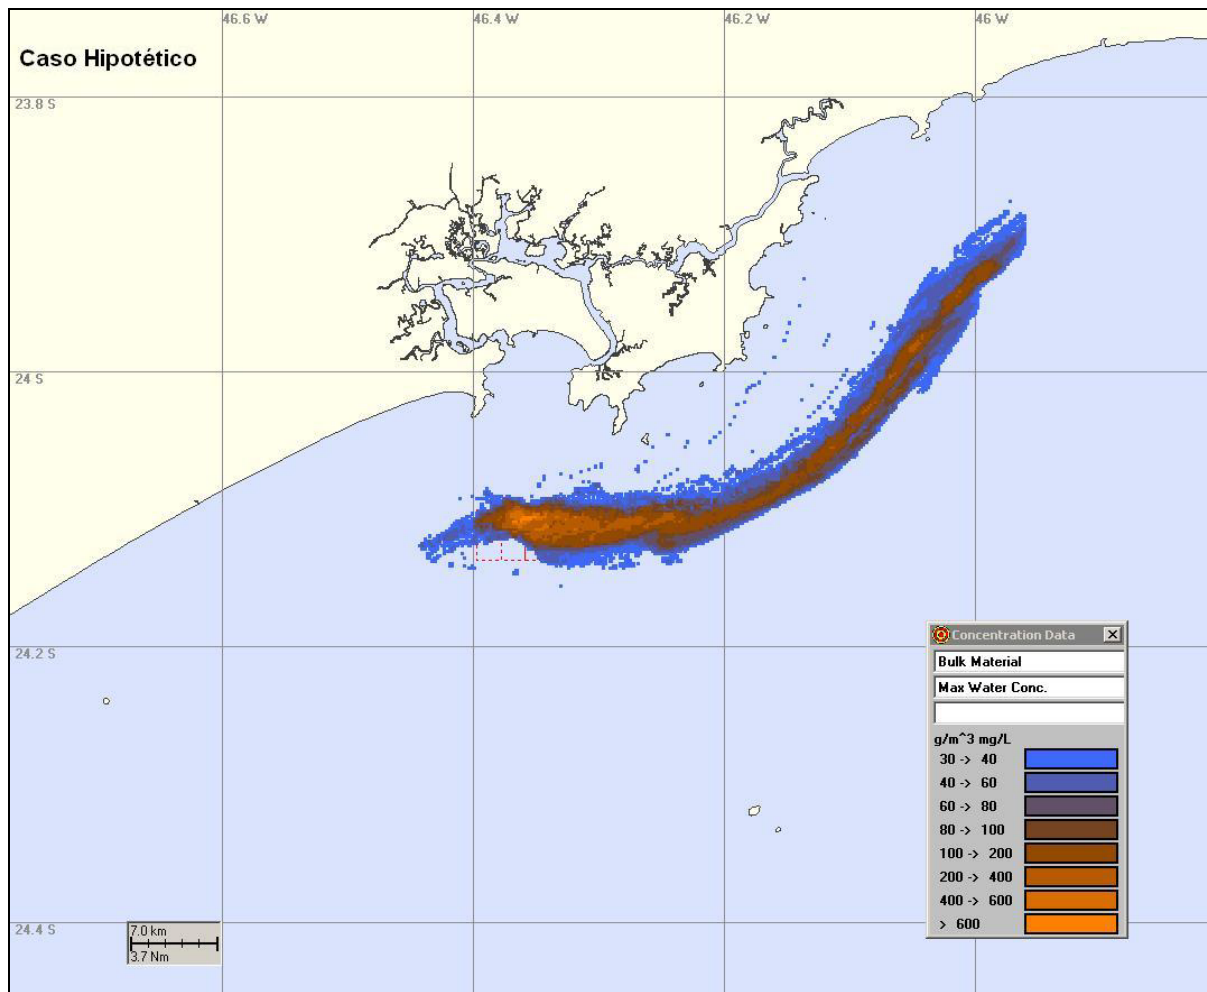 46.6 W
46.4 W
46.2 W
46 W
Caso Hipotético
23.8 S
24 S
24.2 S
24.4 S
7.0 km
3.7 Nm
Concentration Data
Bulk Material
Max Water Conc.
g/m^3 mg/L
30 -> 40
40 -> 60
60 -> 80
80 -> 100
100 -> 200
200 -> 400
400 -> 600
> 600